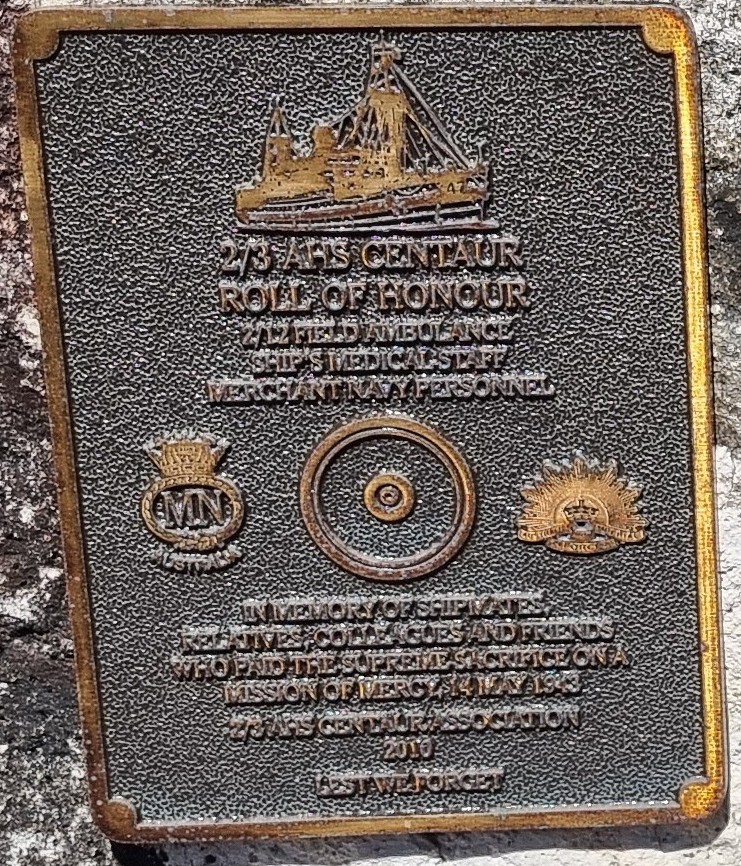 47
2/3 AHS CENTAUR
ROLL OF HONOUR
2/12 FIELD AMBULANCE
SHIP'S MEDICAL STAFF
MERCHANT NAVY PERSONNEL
MN
AUSTRALIA
IN MEMORY OF SHIPMATES,
RELATIVES, COLLEAGUES AND FRIENDS
WHO PAID THE SUPREME SACRIFICE ON A
MISSION OF MERCY, 14 MAY 1943
2/3 AHS CENTAUR ASSOCIATION
2010
LEST WE FORGET